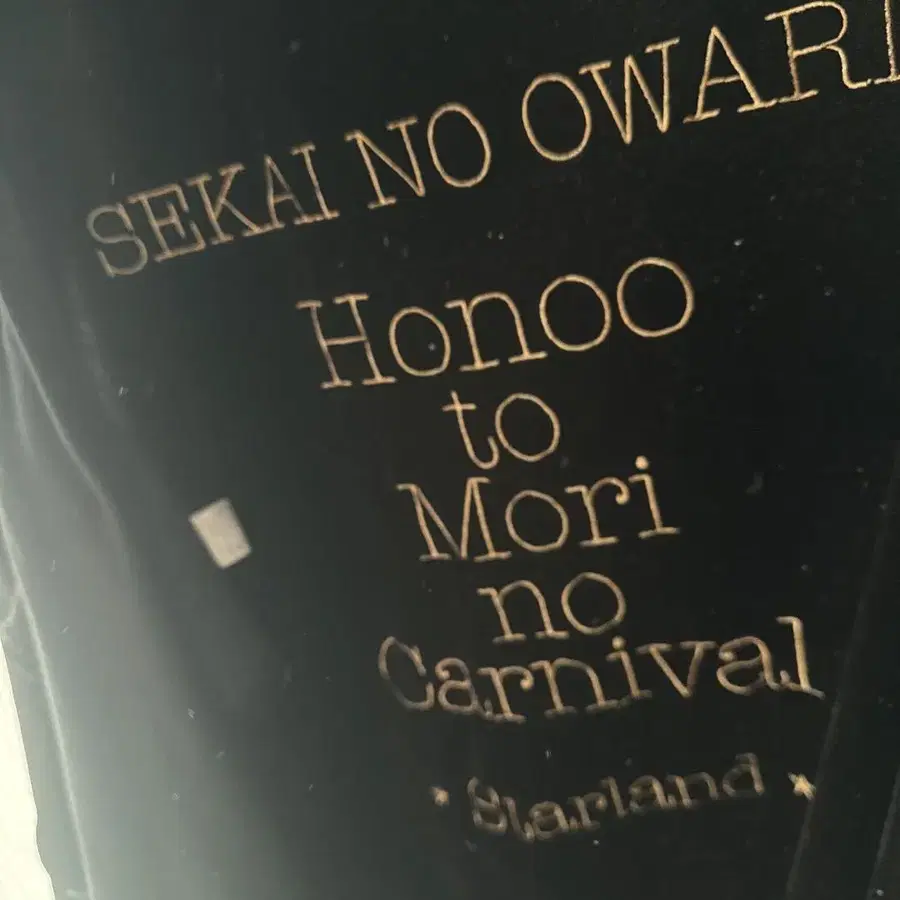 SEKAI NO OWARI
Honoo
to
Mori
no
Carnival
* Starland *